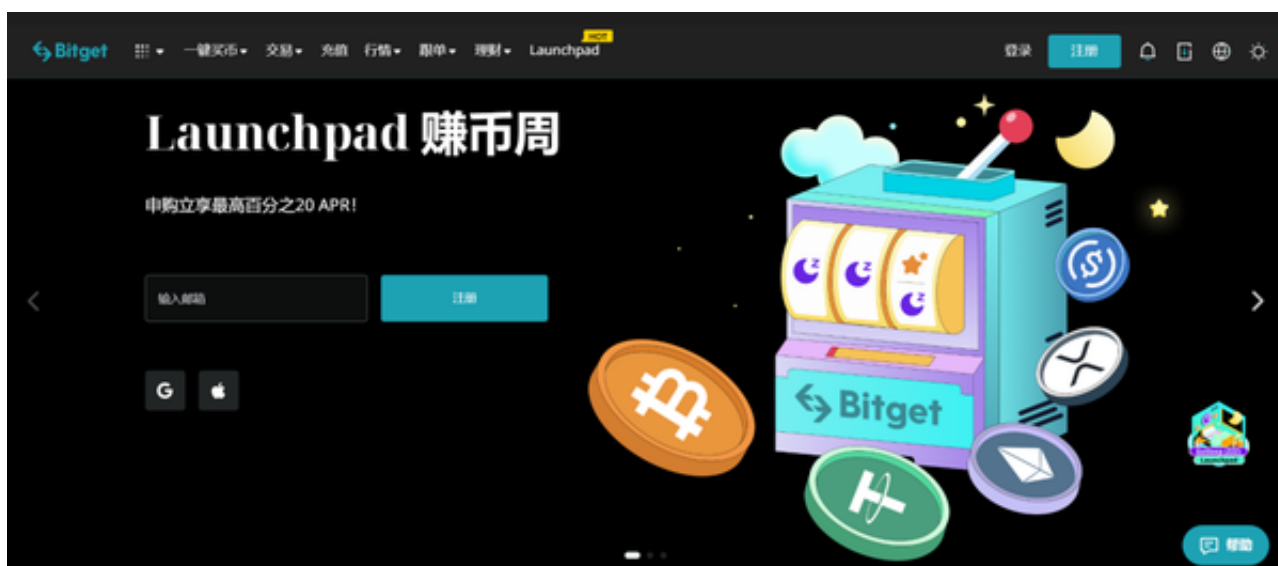 Bitget 一键买币 交易 充值 行情 跟单 理财 Launchpad HOT 登录 注册
Launchpad 赚币周
申购立享最高百分之20 APR!
输入邮箱 注册
G
Bitget
Launchpad
帮助